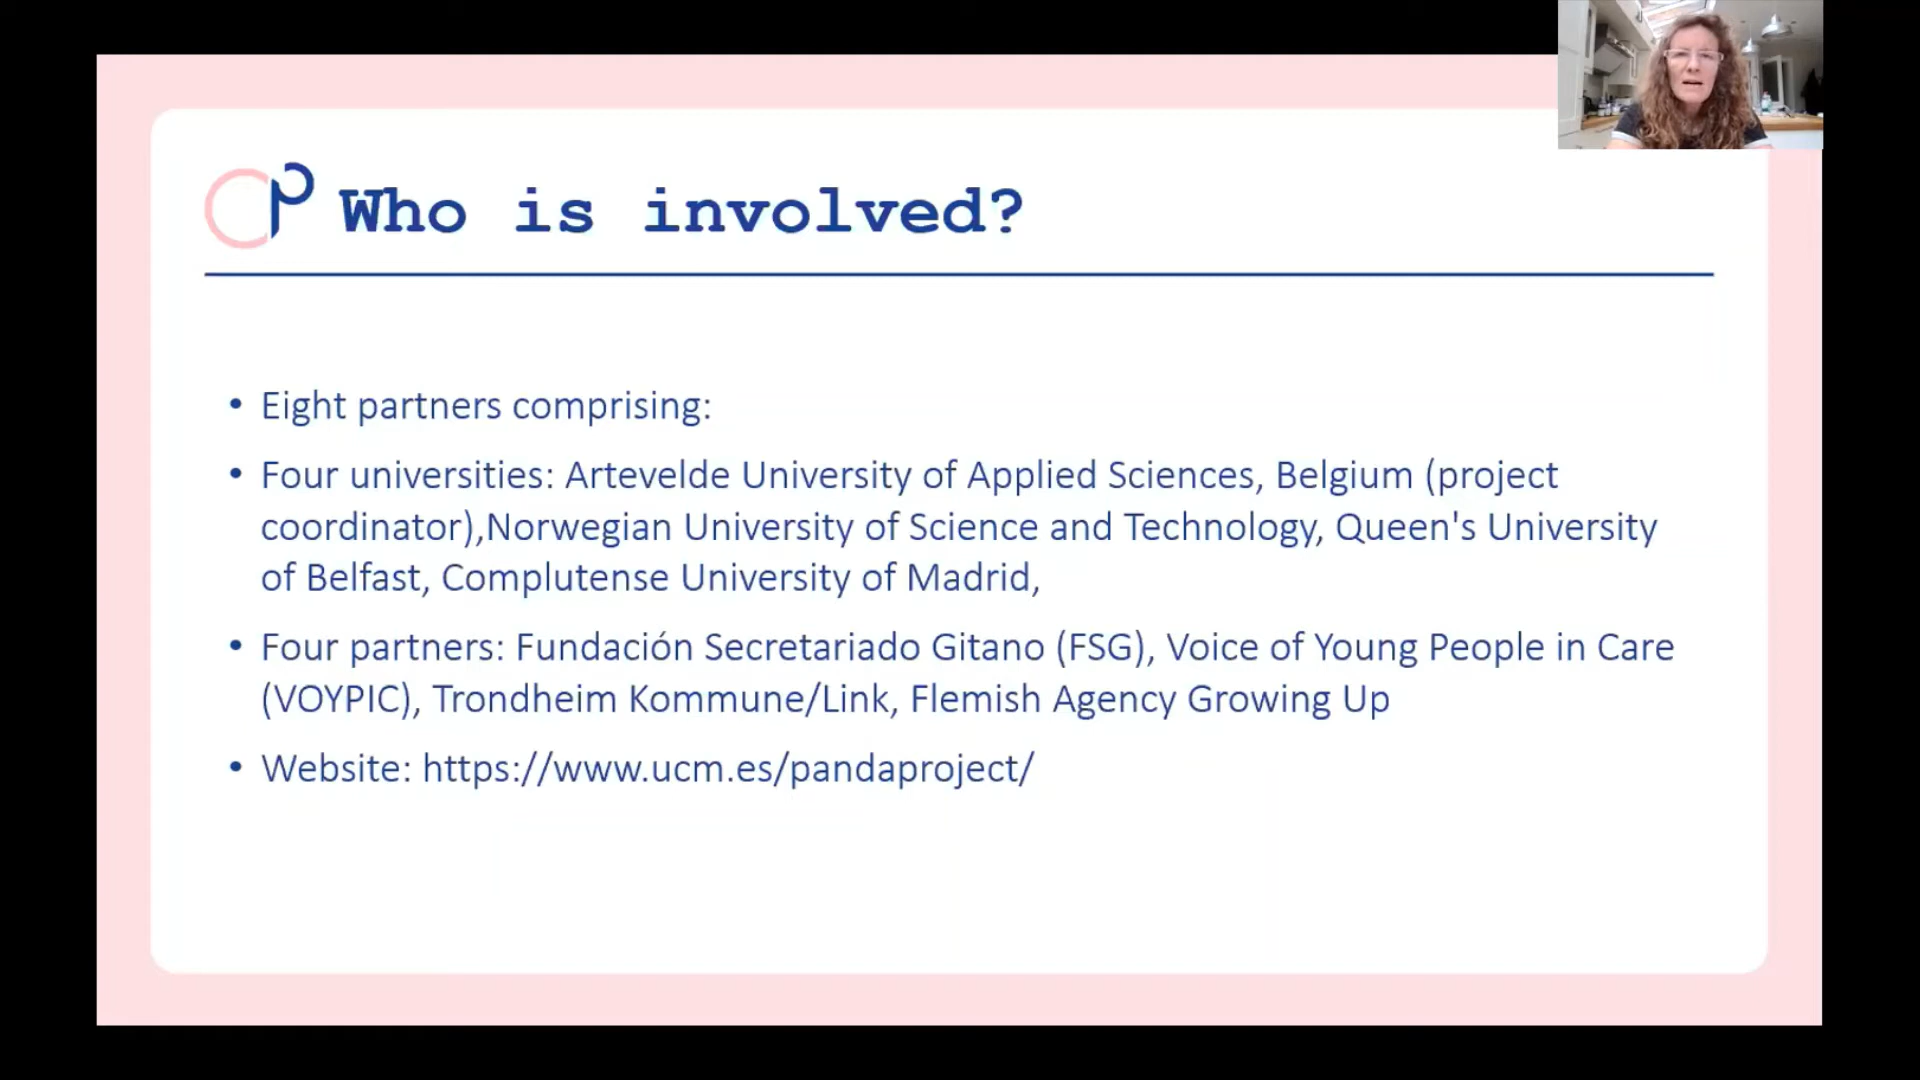 Who is involved?
• Eight partners comprising:
• Four universities: Artevelde University of Applied Sciences, Belgium (project
coordinator),Norwegian University of Science and Technology, Queen's University
of Belfast, Complutense University of Madrid,
• Four partners: Fundación Secretariado Gitano (FSG), Voice of Young People in Care
(VOYPIC), Trondheim Kommune/Link, Flemish Agency Growing Up
• Website: https://www.ucm.es/pandaproject/